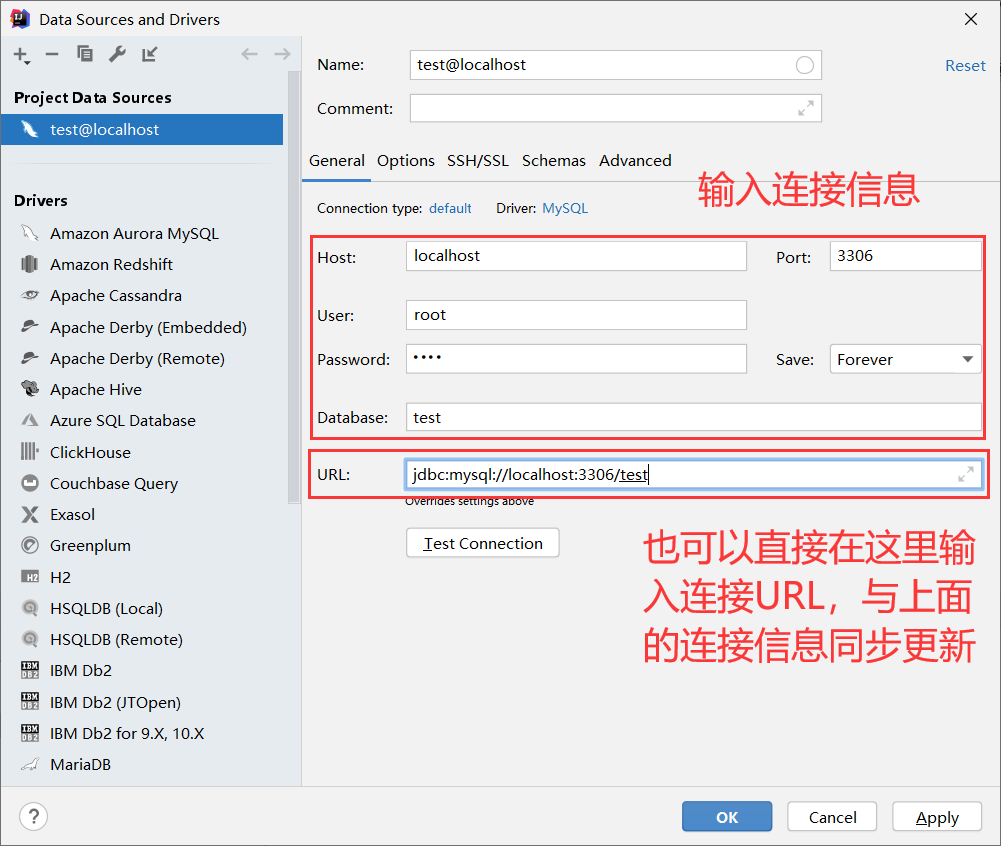 Data Sources and Drivers
Project Data Sources
test@localhost
Drivers
Amazon Aurora MySQL
Amazon Redshift
Apache Cassandra
Apache Derby (Embedded)
Apache Derby (Remote)
Apache Hive
Azure SQL Database
ClickHouse
Couchbase Query
Exasol
Greenplum
H2
HSQLDB (Local)
HSQLDB (Remote)
IBM Db2
IBM Db2 (JTOpen)
IBM Db2 for 9.X, 10.X
MariaDB
Name: test@localhost Reset
Comment:
General Options SSH/SSL Schemas Advanced
输入连接信息
Connection type: default Driver: MySQL
Host: localhost Port: 3306
User: root
Password: •••• Save: Forever
Database: test
URL: jdbc:mysql://localhost:3306/test
Overrides settings above
Test Connection
也可以直接在这里输
入连接URL，与上面
的连接信息同步更新
? OK Cancel Apply